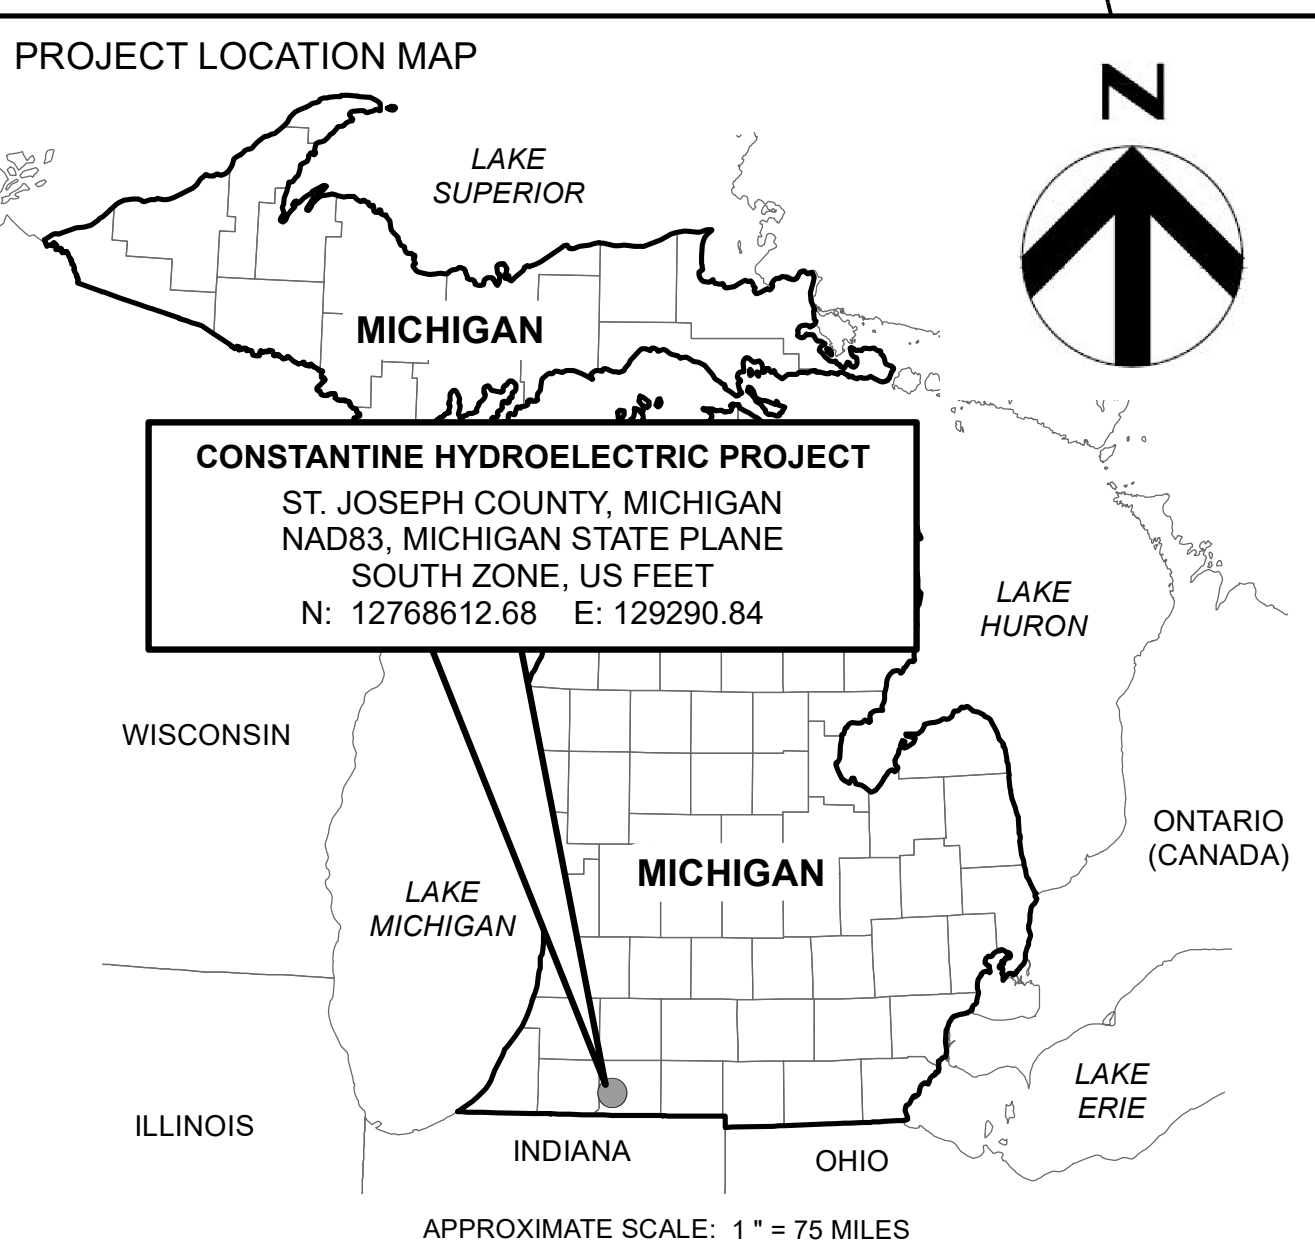 PROJECT LOCATION MAP
N
LAKE
SUPERIOR
MICHIGAN
CONSTANTINE HYDROELECTRIC PROJECT
ST. JOSEPH COUNTY, MICHIGAN
NAD83, MICHIGAN STATE PLANE
SOUTH ZONE, US FEET
N: 12768612.68 E: 129290.84
LAKE
HURON
WISCONSIN
ONTARIO
(CANADA)
MICHIGAN
LAKE
MICHIGAN
LAKE
ERIE
ILLINOIS
INDIANA
OHIO
APPROXIMATE SCALE: 1 " = 75 MILES